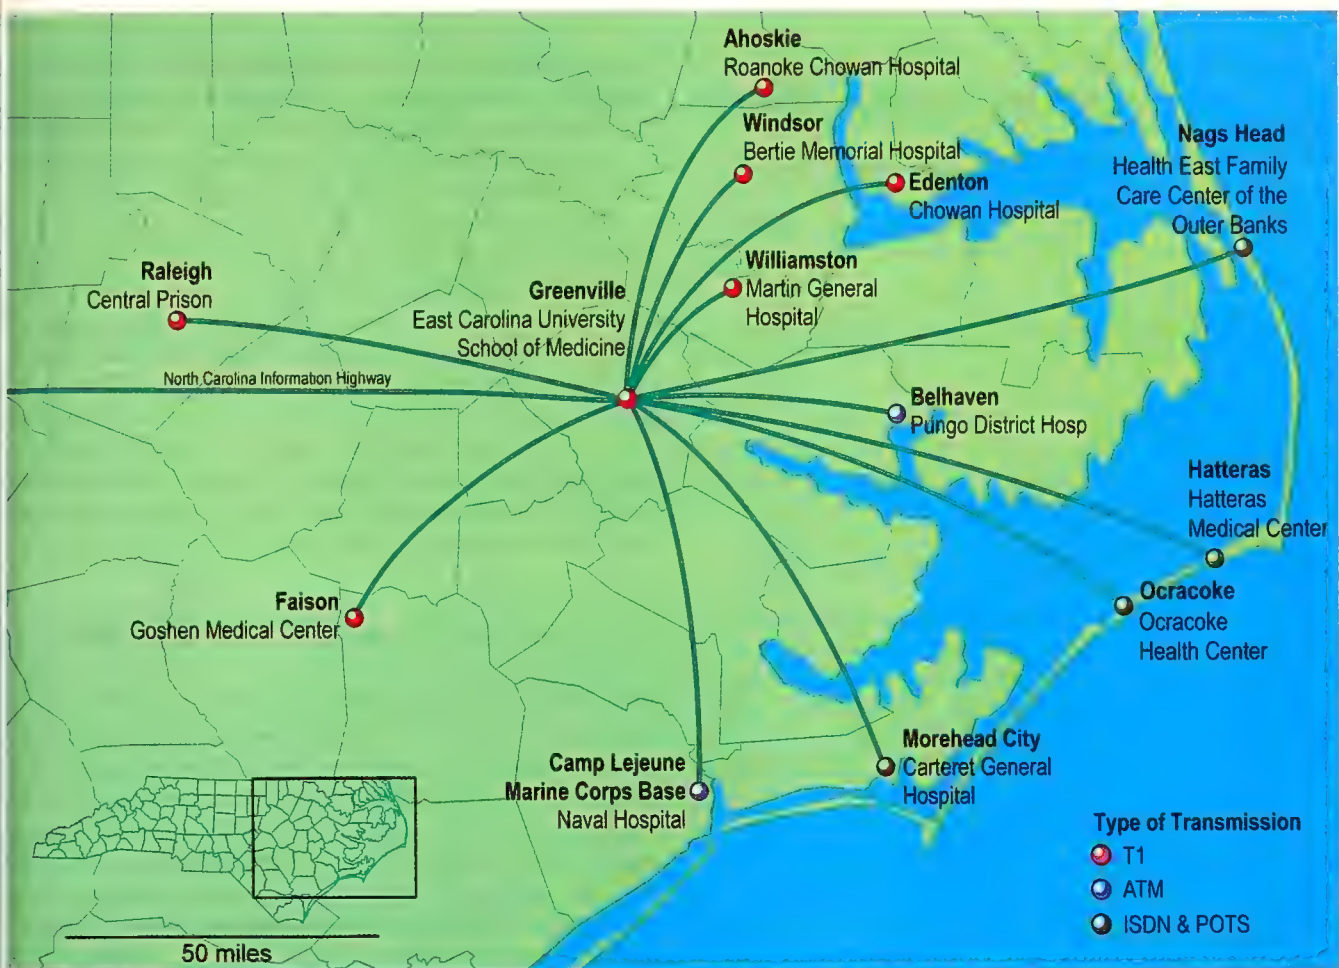 Ahoskie
Roanoke Chowan Hospital
Windsor
Bertie Memorial Hospital
Edenton
Chowan Hospital
Nags Head
Health East Family
Care Center of the
Outer Banks
Williamston
Martin General
Hospital
Raleigh
Central Prison
Greenville
East Carolina University
School of Medicine
North Carolina Information Highway
Belhaven
Pungo District Hosp
Hatteras
Hatteras
Medical Center
Ocracoke
Ocracoke
Health Center
Faison
Goshen Medical Center
Camp Lejeune
Marine Corps Base
Naval Hospital
Morehead City
Carteret General
Hospital
Type of Transmission
T1
ATM
ISDN & POTS
50 miles